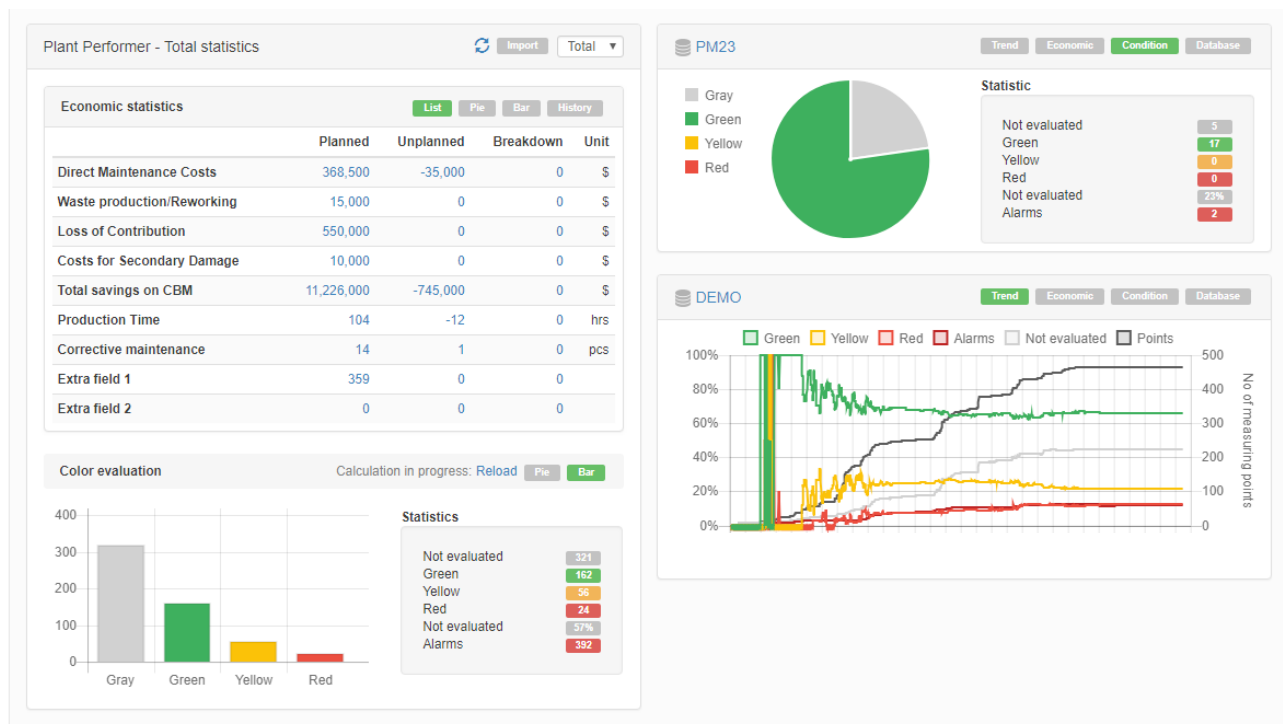 Plant Performer - Total statistics Import Total
Economic statistics List Pie Bar History
Planned Unplanned Breakdown Unit
Direct Maintenance Costs 368,500 -35,000 0 $
Waste production/Reworking 15,000 0 0 $
Loss of Contribution 550,000 0 0 $
Costs for Secondary Damage 10,000 0 0 $
Total savings on CBM 11,226,000 -745,000 0 $
Production Time 104 -12 0 hrs
Corrective maintenance 14 1 0 pcs
Extra field 1 359 0 0
Extra field 2 0 0 0
Color evaluation Calculation in progress: Reload Pie Bar
400
300
200
100
0
Gray Green Yellow Red
Statistics
Not evaluated 321
Green 162
Yellow 56
Red 24
Not evaluated 57%
Alarms 392
PM23 Trend Economic Condition Database
Gray
Green
Yellow
Red
Statistic
Not evaluated 5
Green 17
Yellow 0
Red 0
Not evaluated 23%
Alarms 2
DEMO Trend Economic Condition Database
Green Yellow Red Alarms Not evaluated Points
100% 500
80% 400
60% 300
40% 200
20% 100
0% 0
No of measuring points